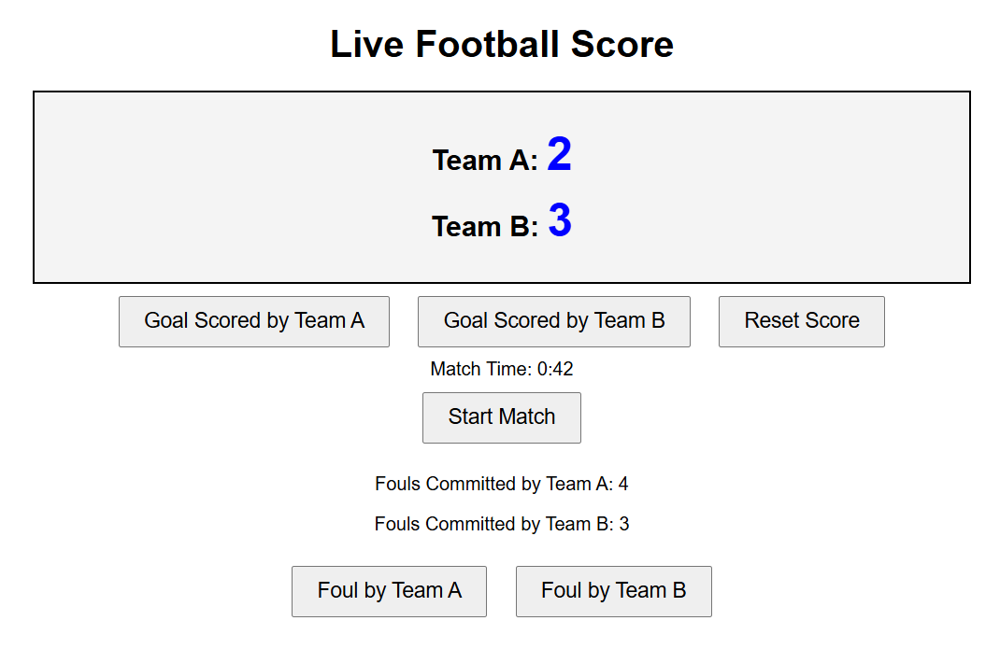 Live Football Score
Team A: 2
Team B: 3
Goal Scored by Team A Goal Scored by Team B Reset Score
Match Time: 0:42
Start Match
Fouls Committed by Team A: 4
Fouls Committed by Team B: 3
Foul by Team A Foul by Team B